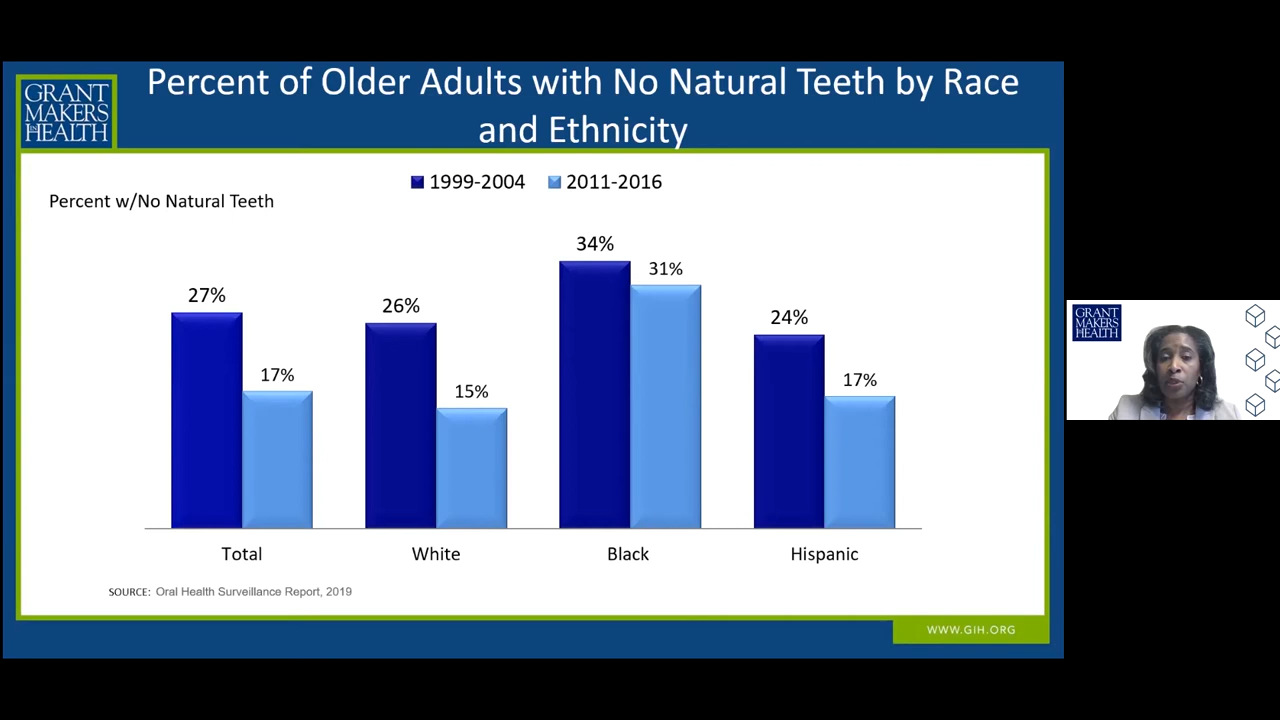 GRANT
MAKERS
IN HEALTH
Percent of Older Adults with No Natural Teeth by Race
and Ethnicity
1999-2004
2011-2016
Percent w/No Natural Teeth
27%
17%
26%
15%
34%
31%
24%
17%
Total
White
Black
Hispanic
SOURCE: Oral Health Surveillance Report, 2019
WWW.GIH.ORG
GRANT
MAKERS
IN HEALTH